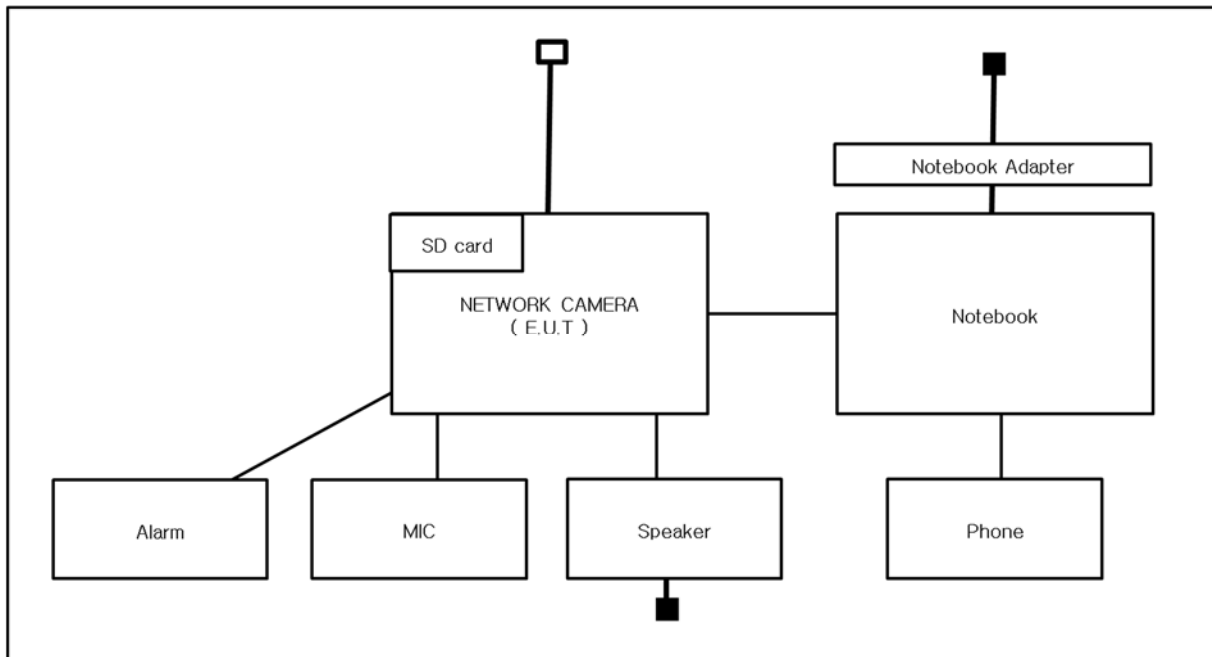 Notebook Adapter
SD card
NETWORK CAMERA
( E.U.T )
Notebook
Alarm
MIC
Speaker
Phone